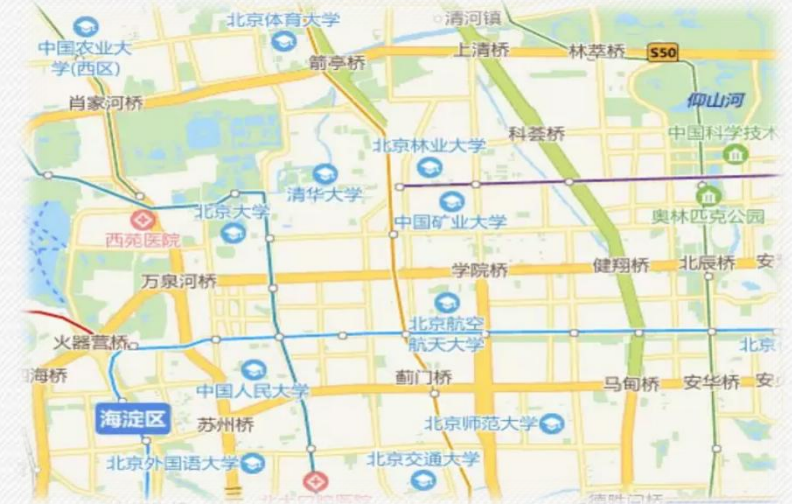 北京体育大学
清河镇
中国农业大
学(西区)
箭亭桥
上清桥
林萃桥
S50
肖家河桥
仰山河
科荟桥
中国科学技术
北京林业大学
清华大学
北京大学
中国矿业大学
奥林匹克公园
西苑医院
万泉河桥
学院桥
健翔桥
北辰桥
安
北京航空
航天大学
火器营桥
北京
海桥
中国人民大学
蓟门桥
马甸桥
安华桥
安
海淀区
苏州桥
北京师范大学
北京外国语大学
北京交通大学